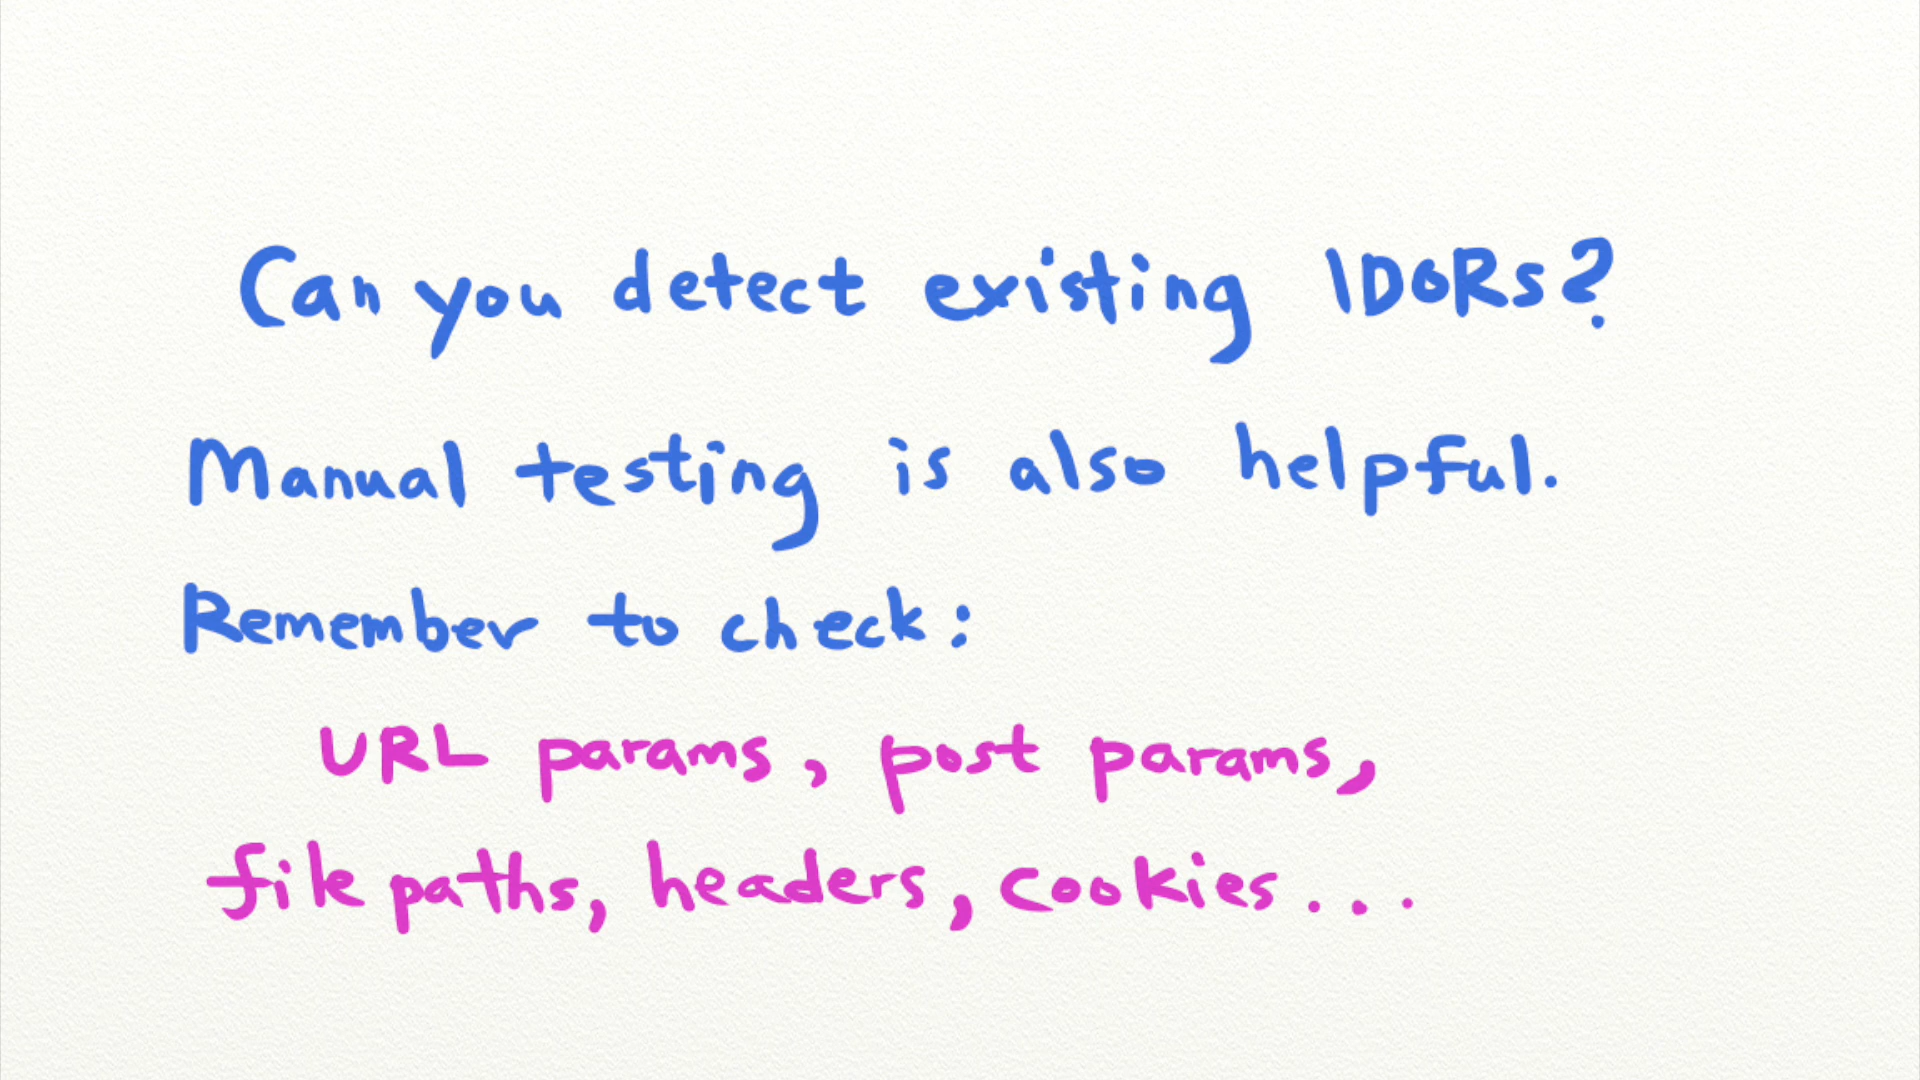 Can you detect existing IDORs?
Manual testing is also helpful.
Remember to check:
URL params, post params,
file paths, headers, cookies...